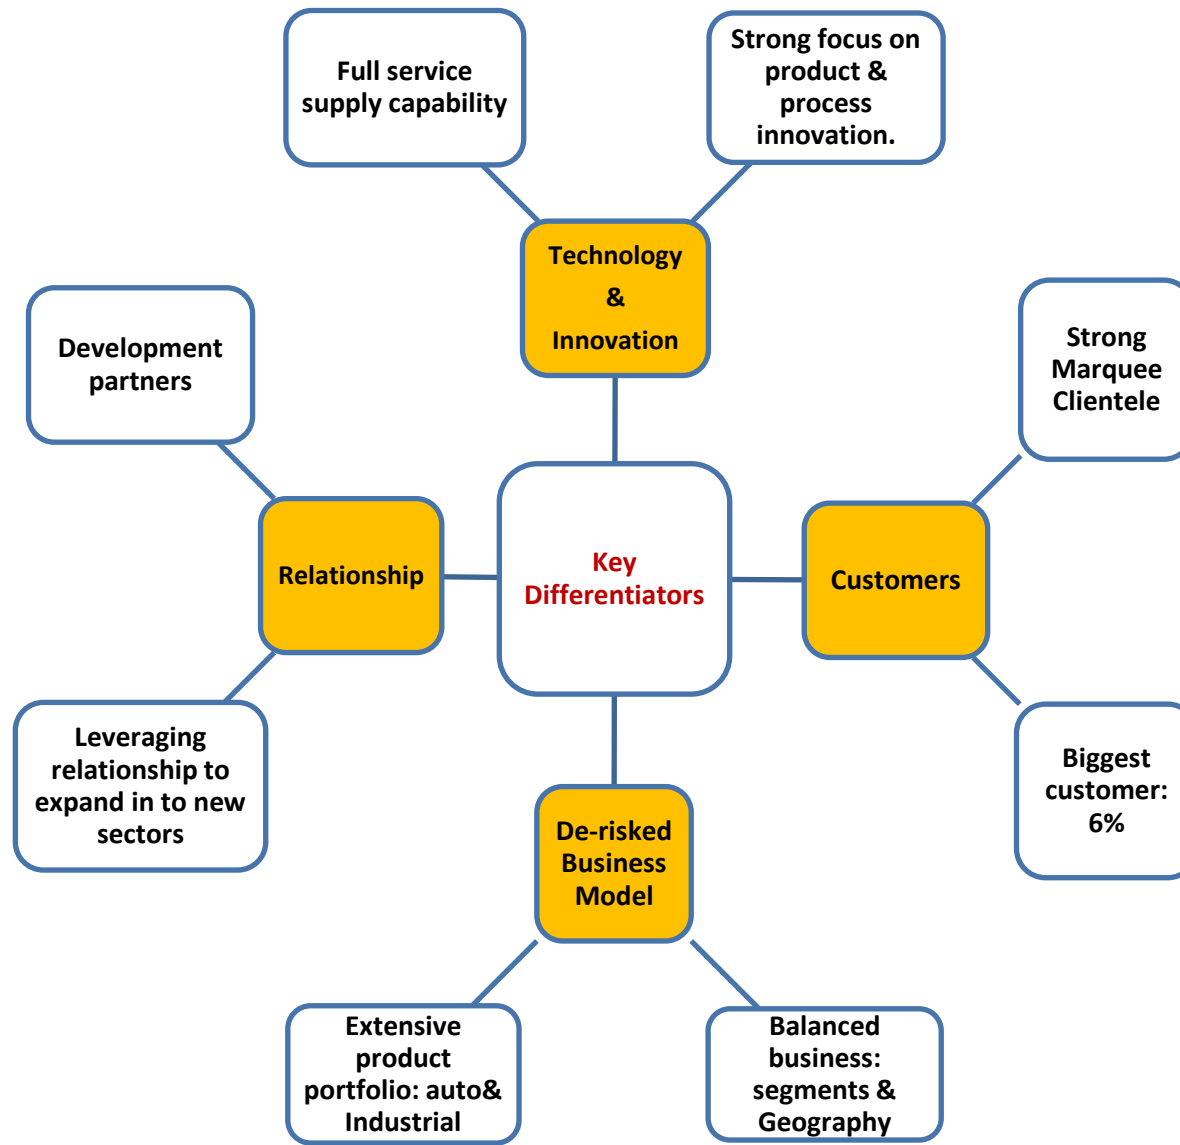 Full service
supply capability
Strong focus on
product &
process
innovation.
Technology
&
Innovation
Development
partners
Strong
Marquee
Clientele
Relationship
Key
Differentiators
Customers
Leveraging
relationship to
expand in to new
sectors
Biggest
customer:
6%
De-risked
Business
Model
Extensive
product
portfolio: auto&
Industrial
Balanced
business:
segments &
Geography